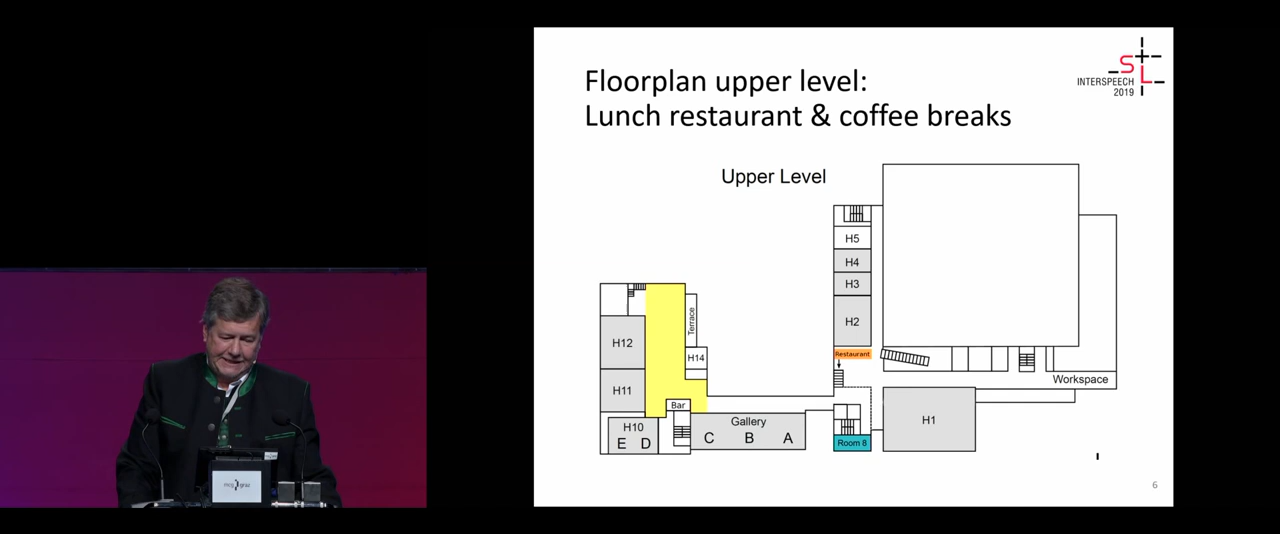 Floorplan upper level:
Lunch restaurant & coffee breaks
S
L
INTERSPEECH
2019
Upper Level
H5
H4
H3
H2
Restaurant
Terrace
H14
H12
H11
Bar
H10
E D
Gallery
C B A
Room 8
H1
Workspace
6